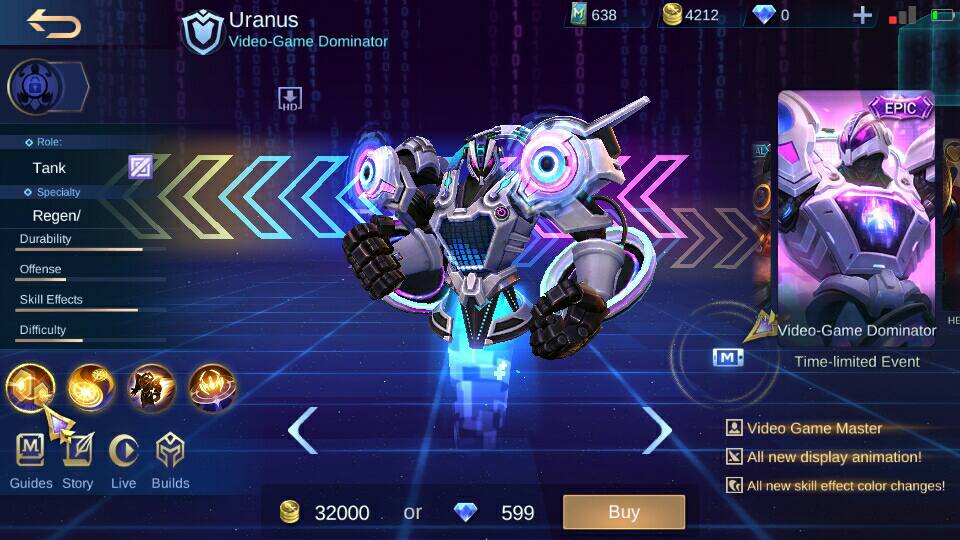 Uranus
Video-Game Dominator
638
4212
0
HD
Role:
Tank
Specialty
Regen/
Durability
Offense
Skill Effects
Difficulty
EPIC
Video-Game Dominator
Time-limited Event
M
Video Game Master
All new display animation!
All new skill effect color changes!
M
Guides
Story
Live
Builds
32000
or
599
Buy